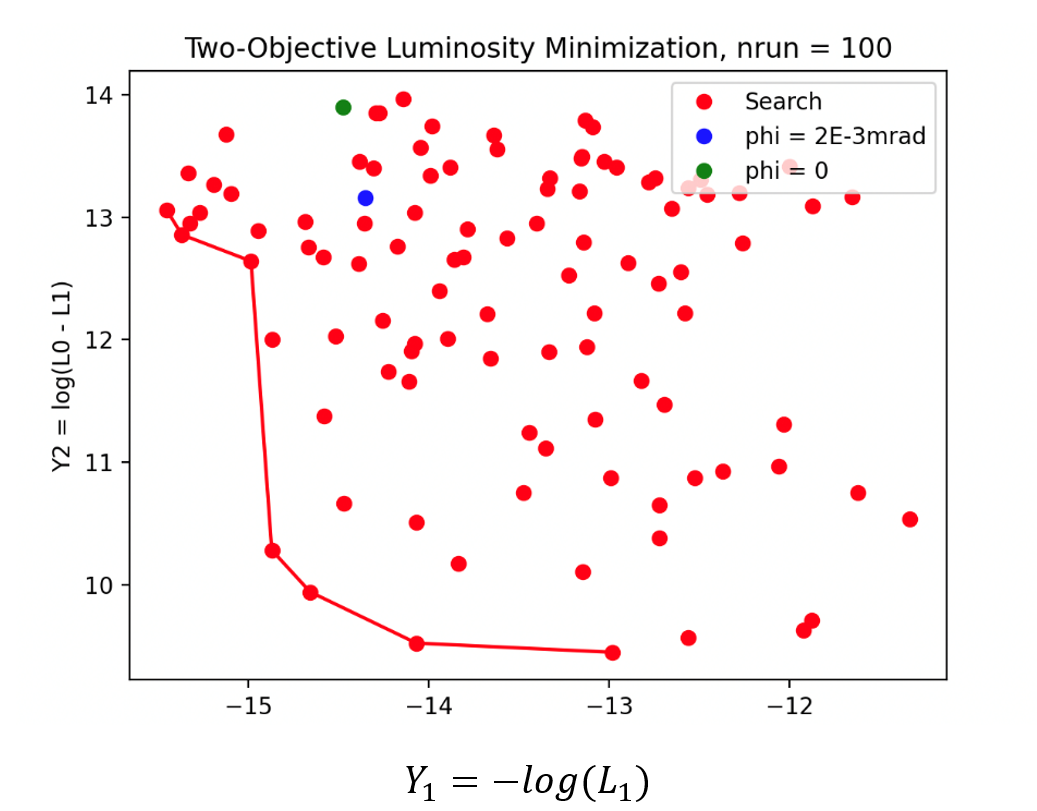 Two-Objective Luminosity Minimization, nrun = 100
Search
phi = 2E-3mrad
phi = 0
Y2 = log(L0 - L1)
14
13
12
11
10
−15
−14
−13
−12
Y₁ = −log(L₁)